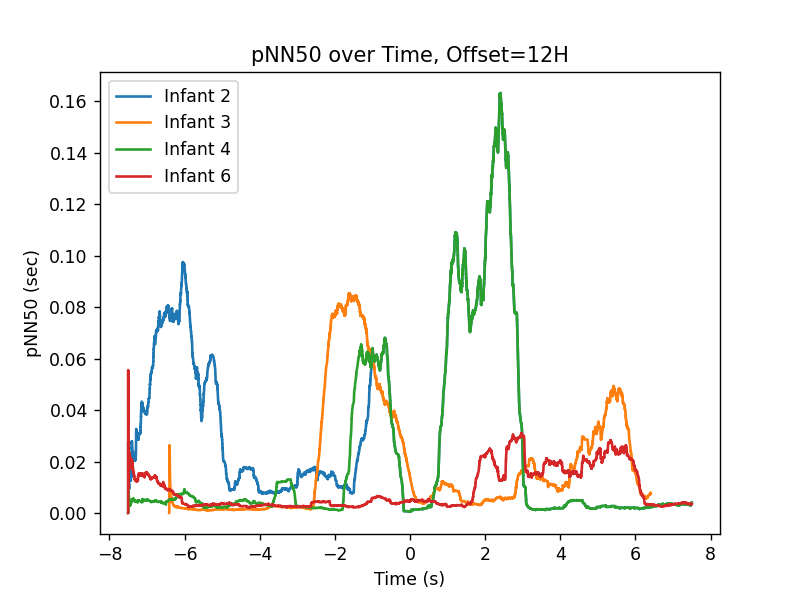 pNN50 over Time, Offset=12H
Infant 2
Infant 3
Infant 4
Infant 6
pNN50 (sec)
0.16
0.14
0.12
0.10
0.08
0.06
0.04
0.02
0.00
−8 −6 −4 −2 0 2 4 6 8
Time (s)